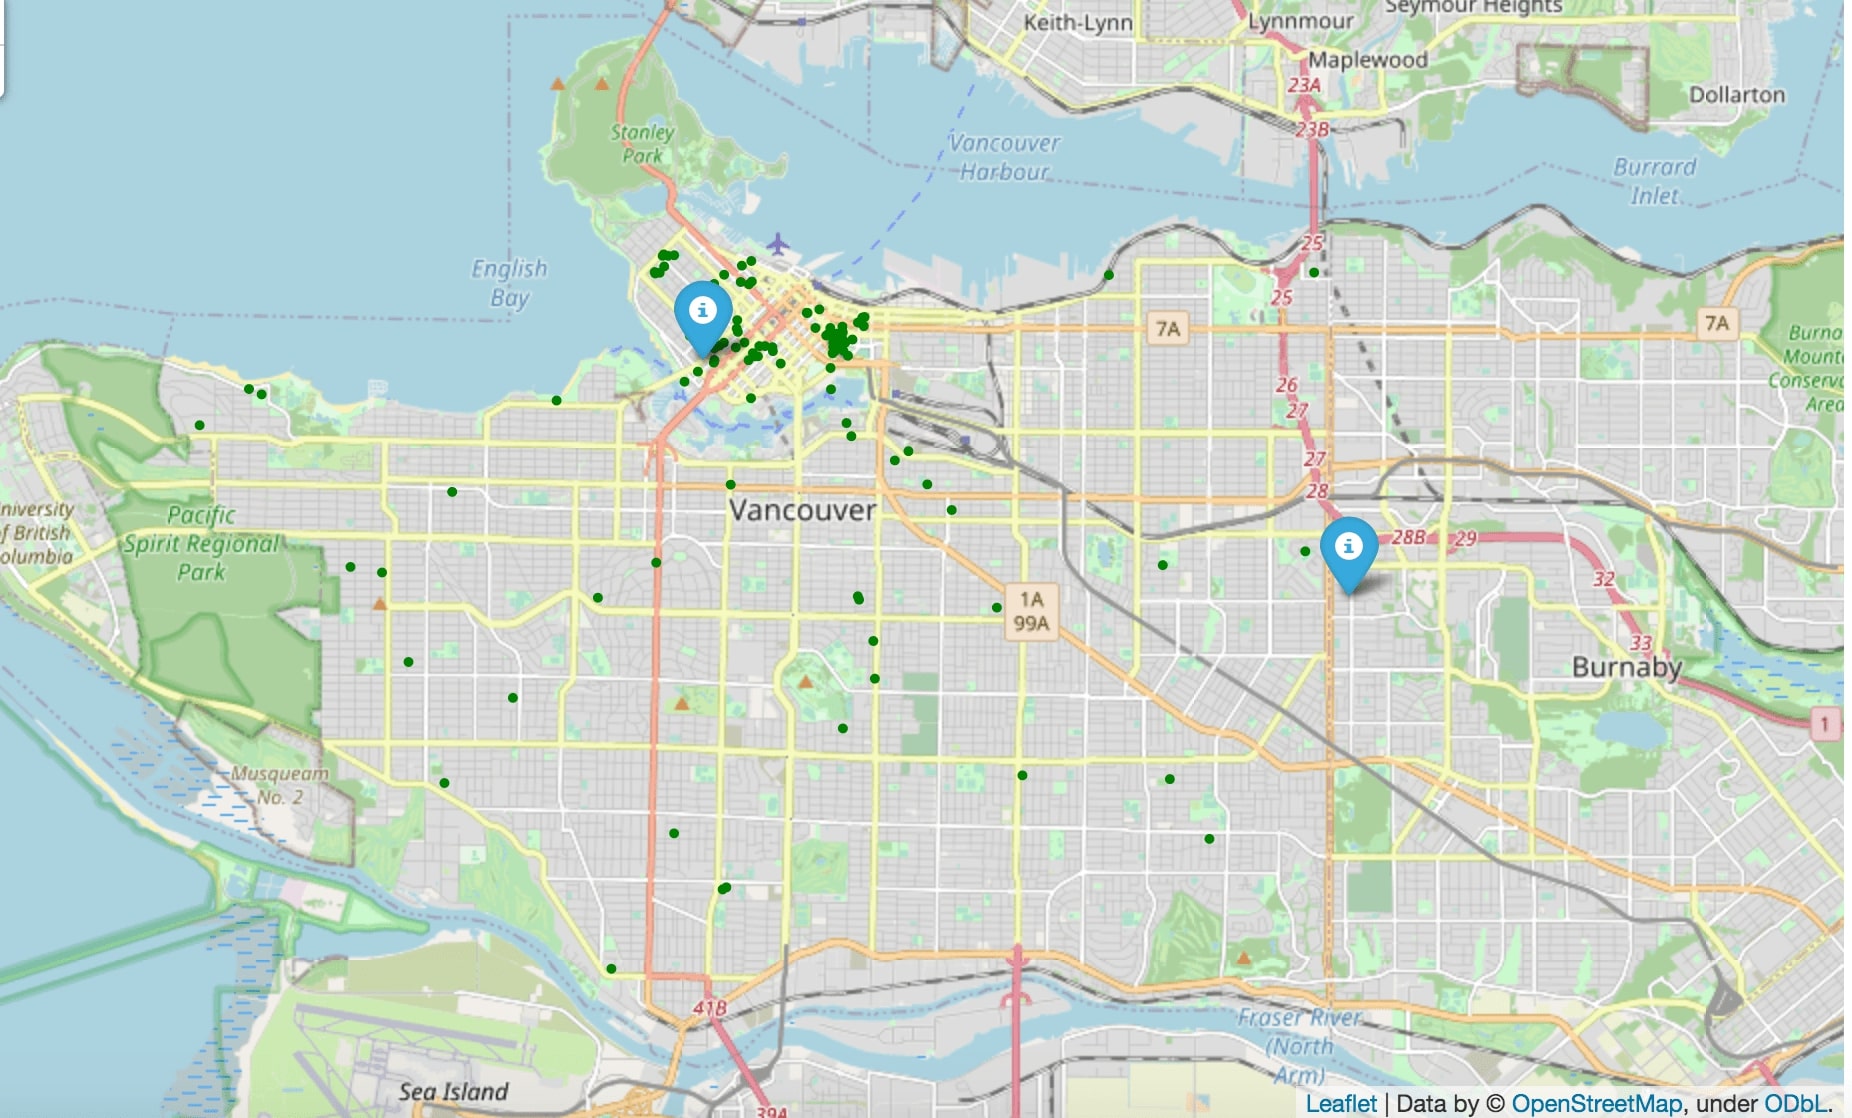 Keith-Lynn
Lynnmour
Seymour Heights
Maplewood
23A
Dollarton
23B
Stanley
Park
Vancouver
Harbour
Burrard
Inlet
25
English
Bay
25
7A
7A
Burna
Mount
Conserva
Area
26
27
27
28
Vancouver
niversity
of British
olumbia
Pacific
Spirit Regional
Park
28B
29
32
1A
99A
33
Burnaby
1
Musqueam
No. 2
41B
Fraser River
(North
Arm)
Sea Island
39A
Leaflet | Data by © OpenStreetMap, under ODbL.